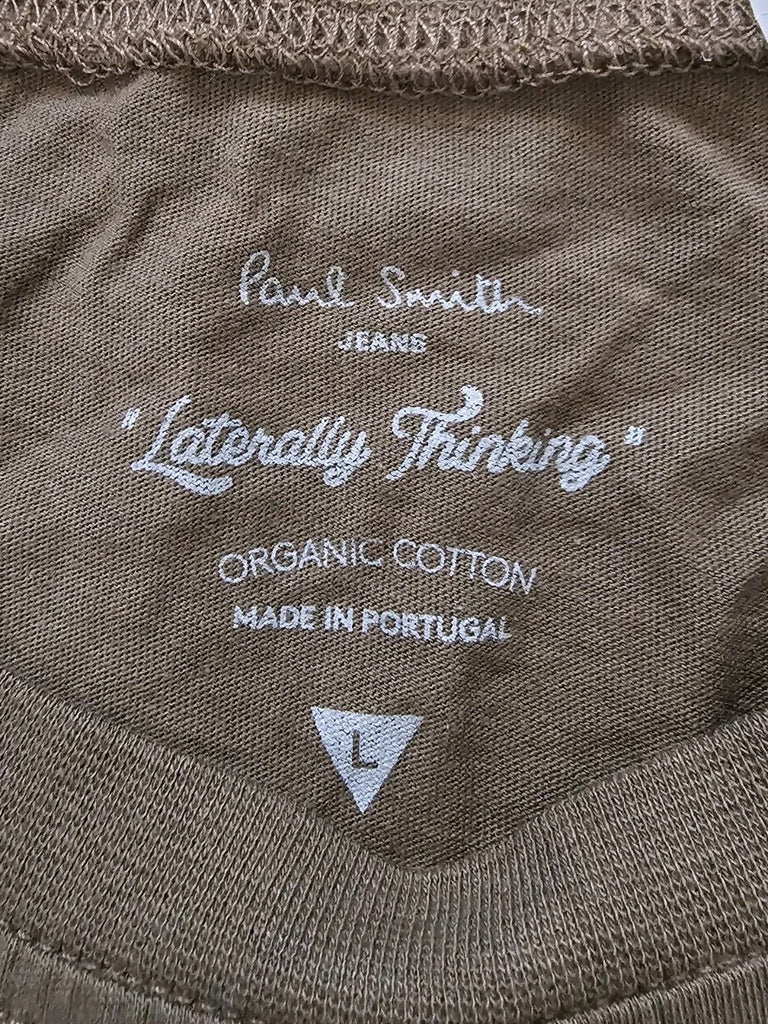 Paul Smith
JEANS
"Laterally Thinking"
ORGANIC COTTON
MADE IN PORTUGAL
L